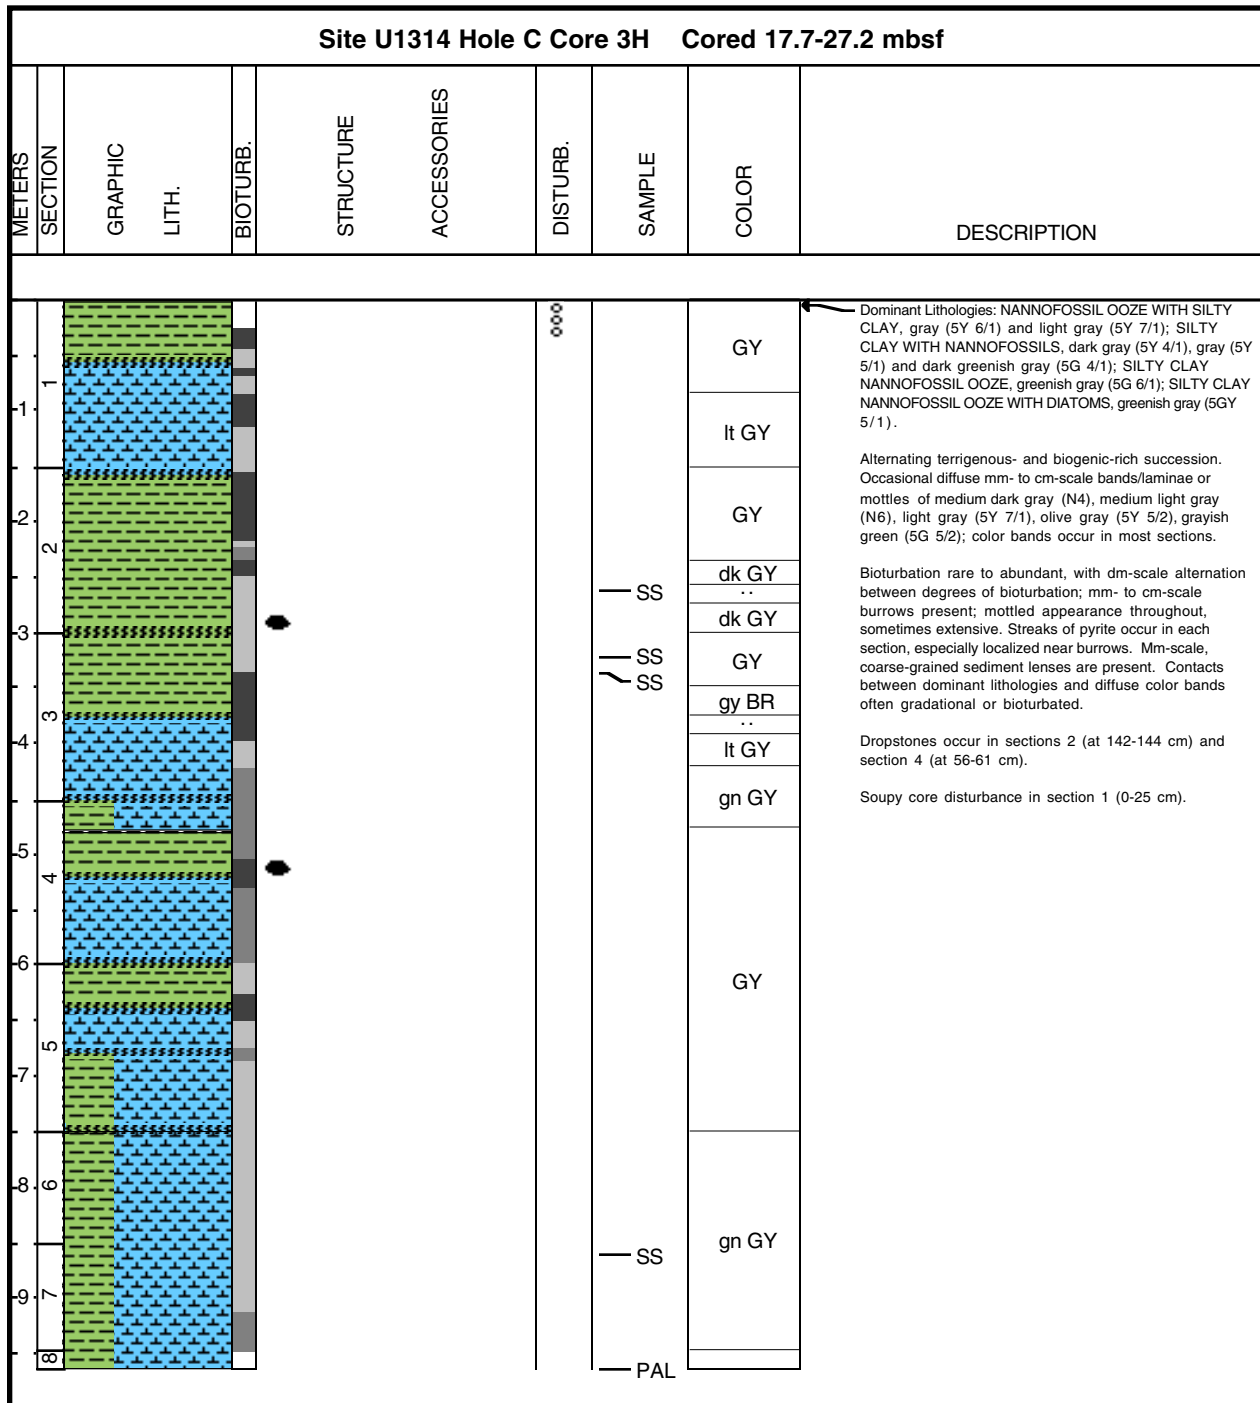 Site U1314 Hole C Core 3H Cored 17.7-27.2 mbsf
METERS
SECTION
GRAPHIC
LITH.
BIOTURB.
STRUCTURE
ACCESSORIES
DISTURB.
SAMPLE
COLOR
DESCRIPTION
1
2
3
4
5
6
7
8
9
1
2
3
4
5
6
7
8
SS
SS
SS
SS
PAL
GY
lt GY
GY
dk GY
..
dk GY
GY
gy BR
..
lt GY
gn GY
GY
gn GY
Dominant Lithologies: NANNOFOSSIL OOZE WITH SILTY
CLAY, gray (5Y 6/1) and light gray (5Y 7/1); SILTY
CLAY WITH NANNOFOSSILS, dark gray (5Y 4/1), gray (5Y
5/1) and dark greenish gray (5G 4/1); SILTY CLAY
NANNOFOSSIL OOZE, greenish gray (5G 6/1); SILTY CLAY
NANNOFOSSIL OOZE WITH DIATOMS, greenish gray (5GY
5/1).
Alternating terrigenous- and biogenic-rich succession.
Occasional diffuse mm- to cm-scale bands/laminae or
mottles of medium dark gray (N4), medium light gray
(N6), light gray (5Y 7/1), olive gray (5Y 5/2), grayish
green (5G 5/2); color bands occur in most sections.
Bioturbation rare to abundant, with dm-scale alternation
between degrees of bioturbation; mm- to cm-scale
burrows present; mottled appearance throughout,
sometimes extensive. Streaks of pyrite occur in each
section, especially localized near burrows. Mm-scale,
coarse-grained sediment lenses are present. Contacts
between dominant lithologies and diffuse color bands
often gradational or bioturbated.
Dropstones occur in sections 2 (at 142-144 cm) and
section 4 (at 56-61 cm).
Soupy core disturbance in section 1 (0-25 cm).